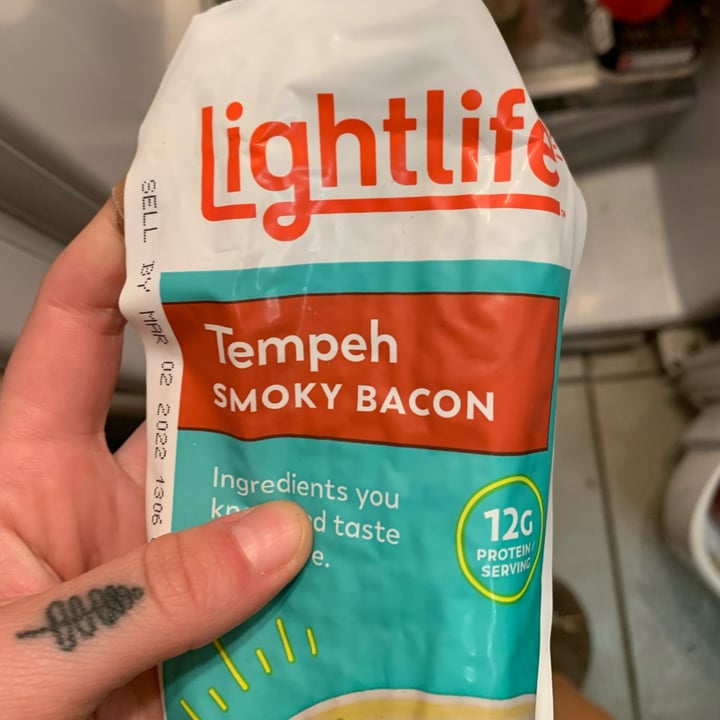 Lightlife
SELL BY MAR 02 2022 1306
Tempeh
SMOKY BACON
Ingredients you
taste
12G
PROTEIN/
SERVING